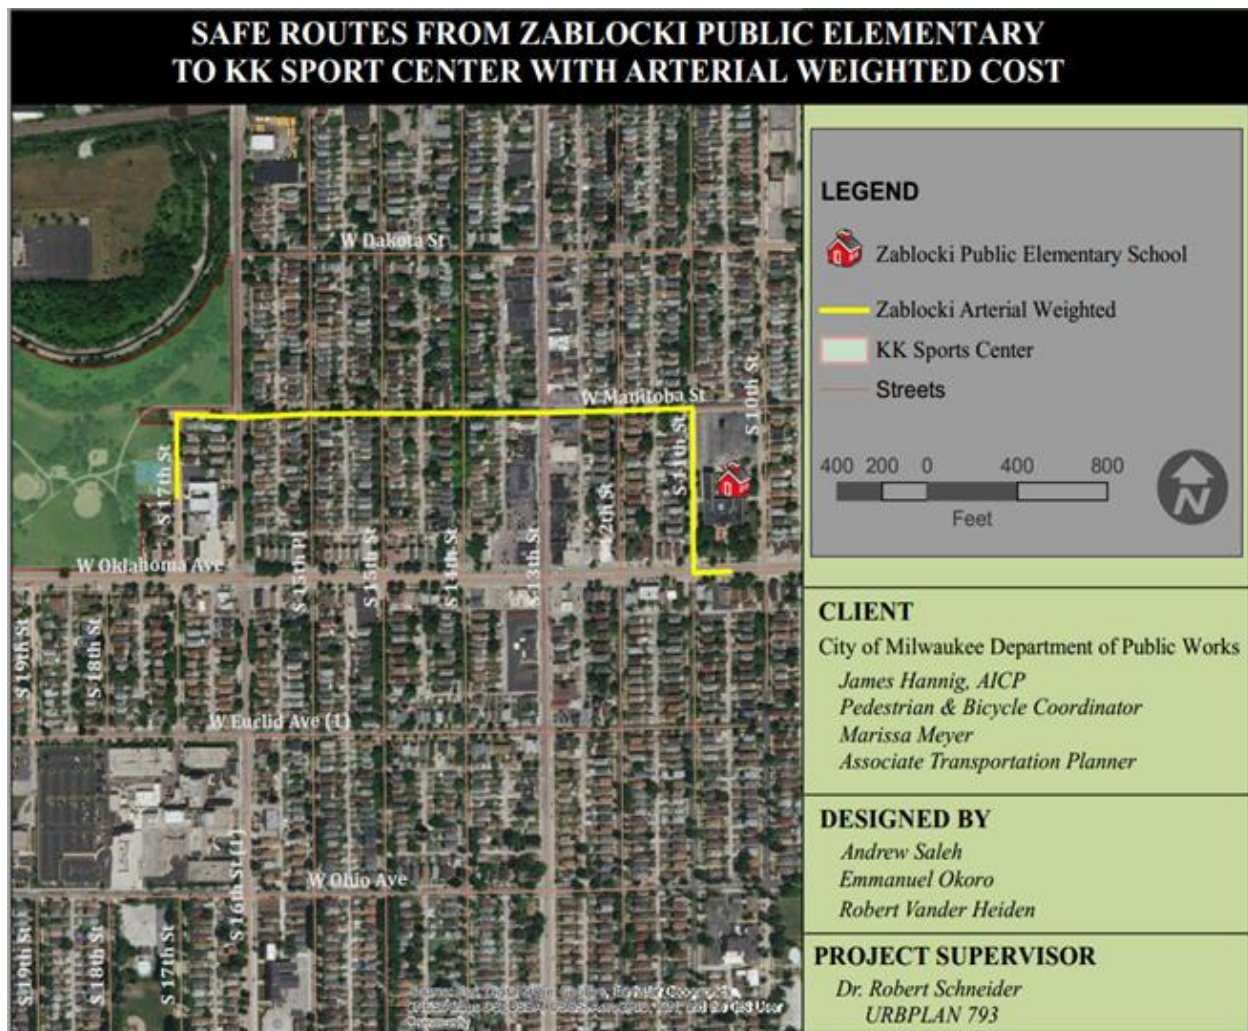 SAFE ROUTES FROM ZABLOCKI PUBLIC ELEMENTARY
TO KK SPORT CENTER WITH ARTERIAL WEIGHTED COST
W Dakota St
W Manitoba St
S 10th St
S 11th St
S 17th St
2th St
W Oklahoma Ave
S 15th Pl
S 15th St
S 14th St
S 13th St
S 19th St
S 18th St
W Euclid Ave (1)
S 16th St (1)
W Ohio Ave
S 19th St
S 18th St
S 17th St
Community
LEGEND
Zablocki Public Elementary School
Zablocki Arterial Weighted
KK Sports Center
Streets
400 200 0 400 800
Feet
N
CLIENT
City of Milwaukee Department of Public Works
James Hannig, AICP
Pedestrian & Bicycle Coordinator
Marissa Meyer
Associate Transportation Planner
DESIGNED BY
Andrew Saleh
Emmanuel Okoro
Robert Vander Heiden
PROJECT SUPERVISOR
Dr. Robert Schneider
URBPLAN 793